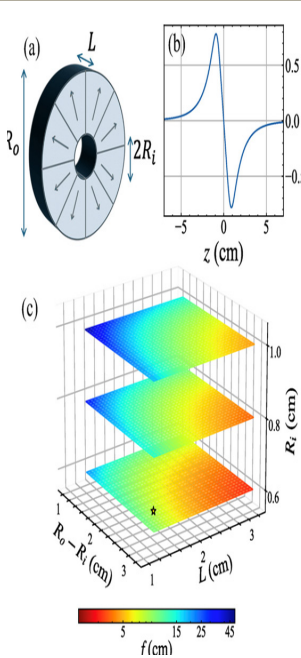 (a)
L
R_o
2R_i
(b)
0.5
0.0
−0.
−5
0
5
z (cm)
(c)
1.0
0.8
0.6
R_i (cm)
1
2
3
R_o−R_i (cm)
1
2
3
L (cm)
5
15
25
45
f (cm)